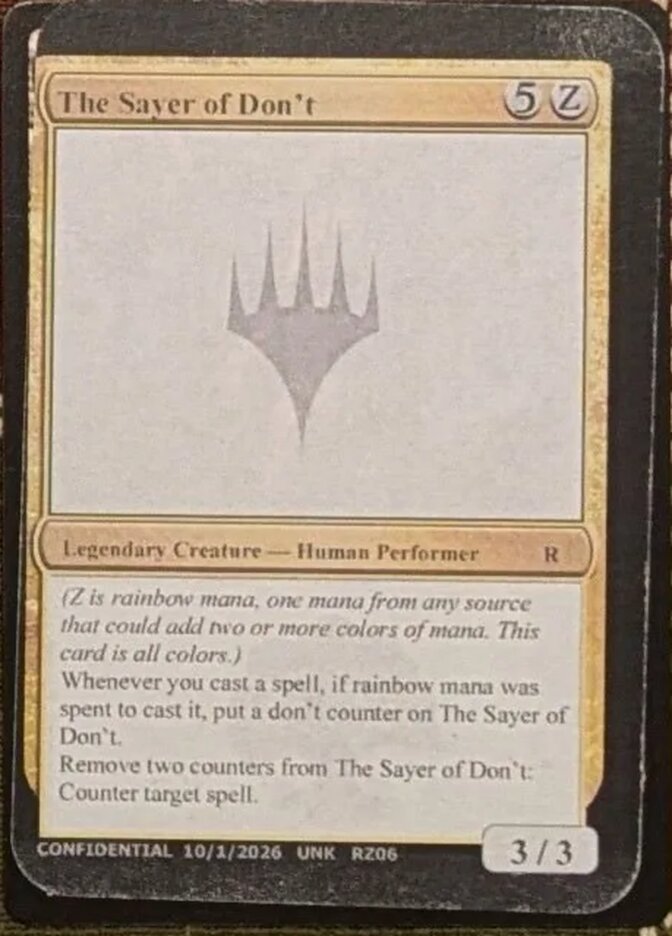 The Sayer of Don't 5 Z
Legendary Creature — Human Performer R
(Z is rainbow mana, one mana from any source
that could add two or more colors of mana. This
card is all colors.)
Whenever you cast a spell, if rainbow mana was
spent to cast it, put a don't counter on The Sayer of
Don't.
Remove two counters from The Sayer of Don't:
Counter target spell.
CONFIDENTIAL 10/1/2026 UNK RZ06
3 / 3